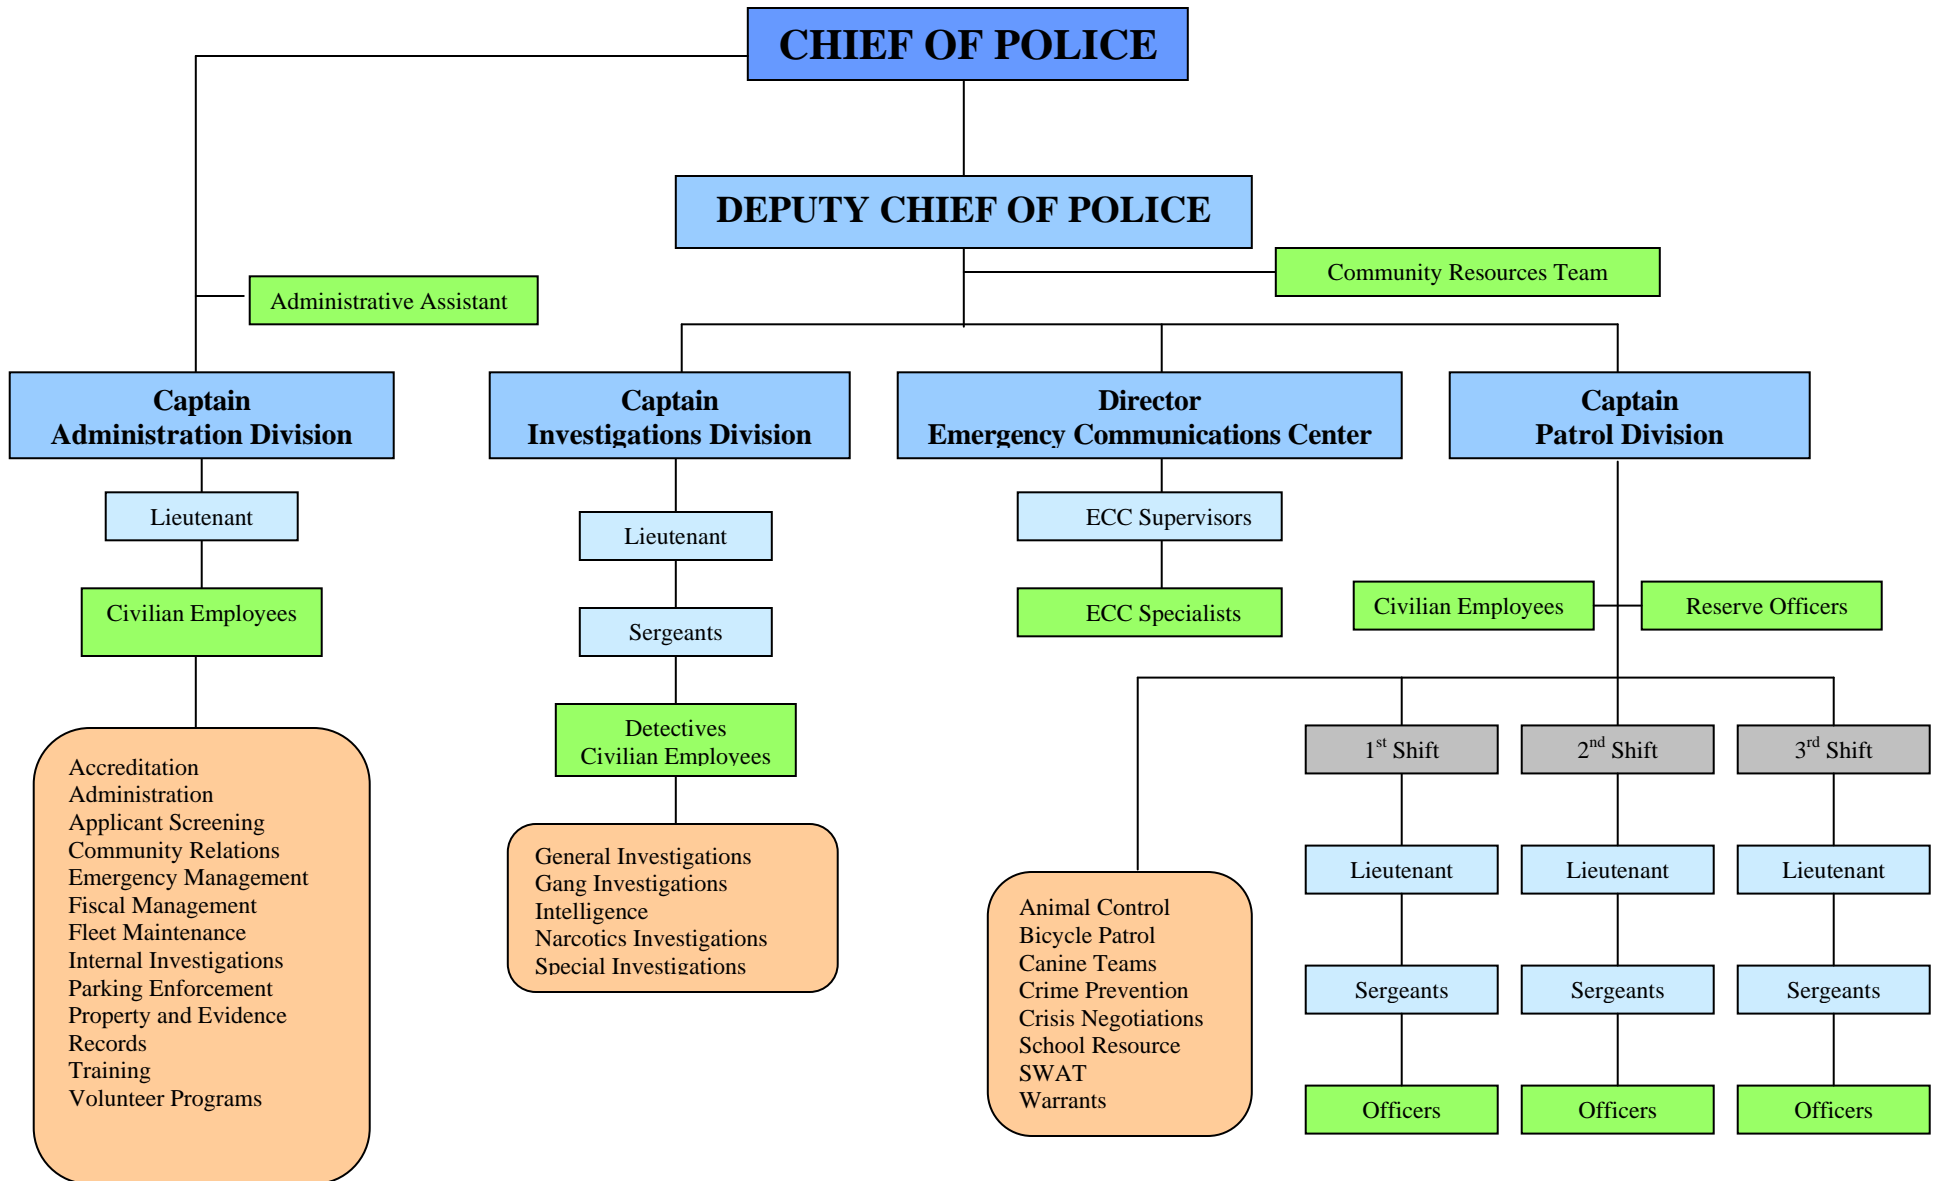 CHIEF OF POLICE
DEPUTY CHIEF OF POLICE
Community Resources Team
Administrative Assistant
Captain
Administration Division
Captain
Investigations Division
Director
Emergency Communications Center
Captain
Patrol Division
Lieutenant
Civilian Employees
Accreditation
Administration
Applicant Screening
Community Relations
Emergency Management
Fiscal Management
Fleet Maintenance
Internal Investigations
Parking Enforcement
Property and Evidence
Records
Training
Volunteer Programs
Lieutenant
Sergeants
Detectives
Civilian Employees
General Investigations
Gang Investigations
Intelligence
Narcotics Investigations
Special Investigations
ECC Supervisors
ECC Specialists
Civilian Employees
Reserve Officers
Animal Control
Bicycle Patrol
Canine Teams
Crime Prevention
Crisis Negotiations
School Resource
SWAT
Warrants
1st Shift
Lieutenant
Sergeants
Officers
2nd Shift
Lieutenant
Sergeants
Officers
3rd Shift
Lieutenant
Sergeants
Officers